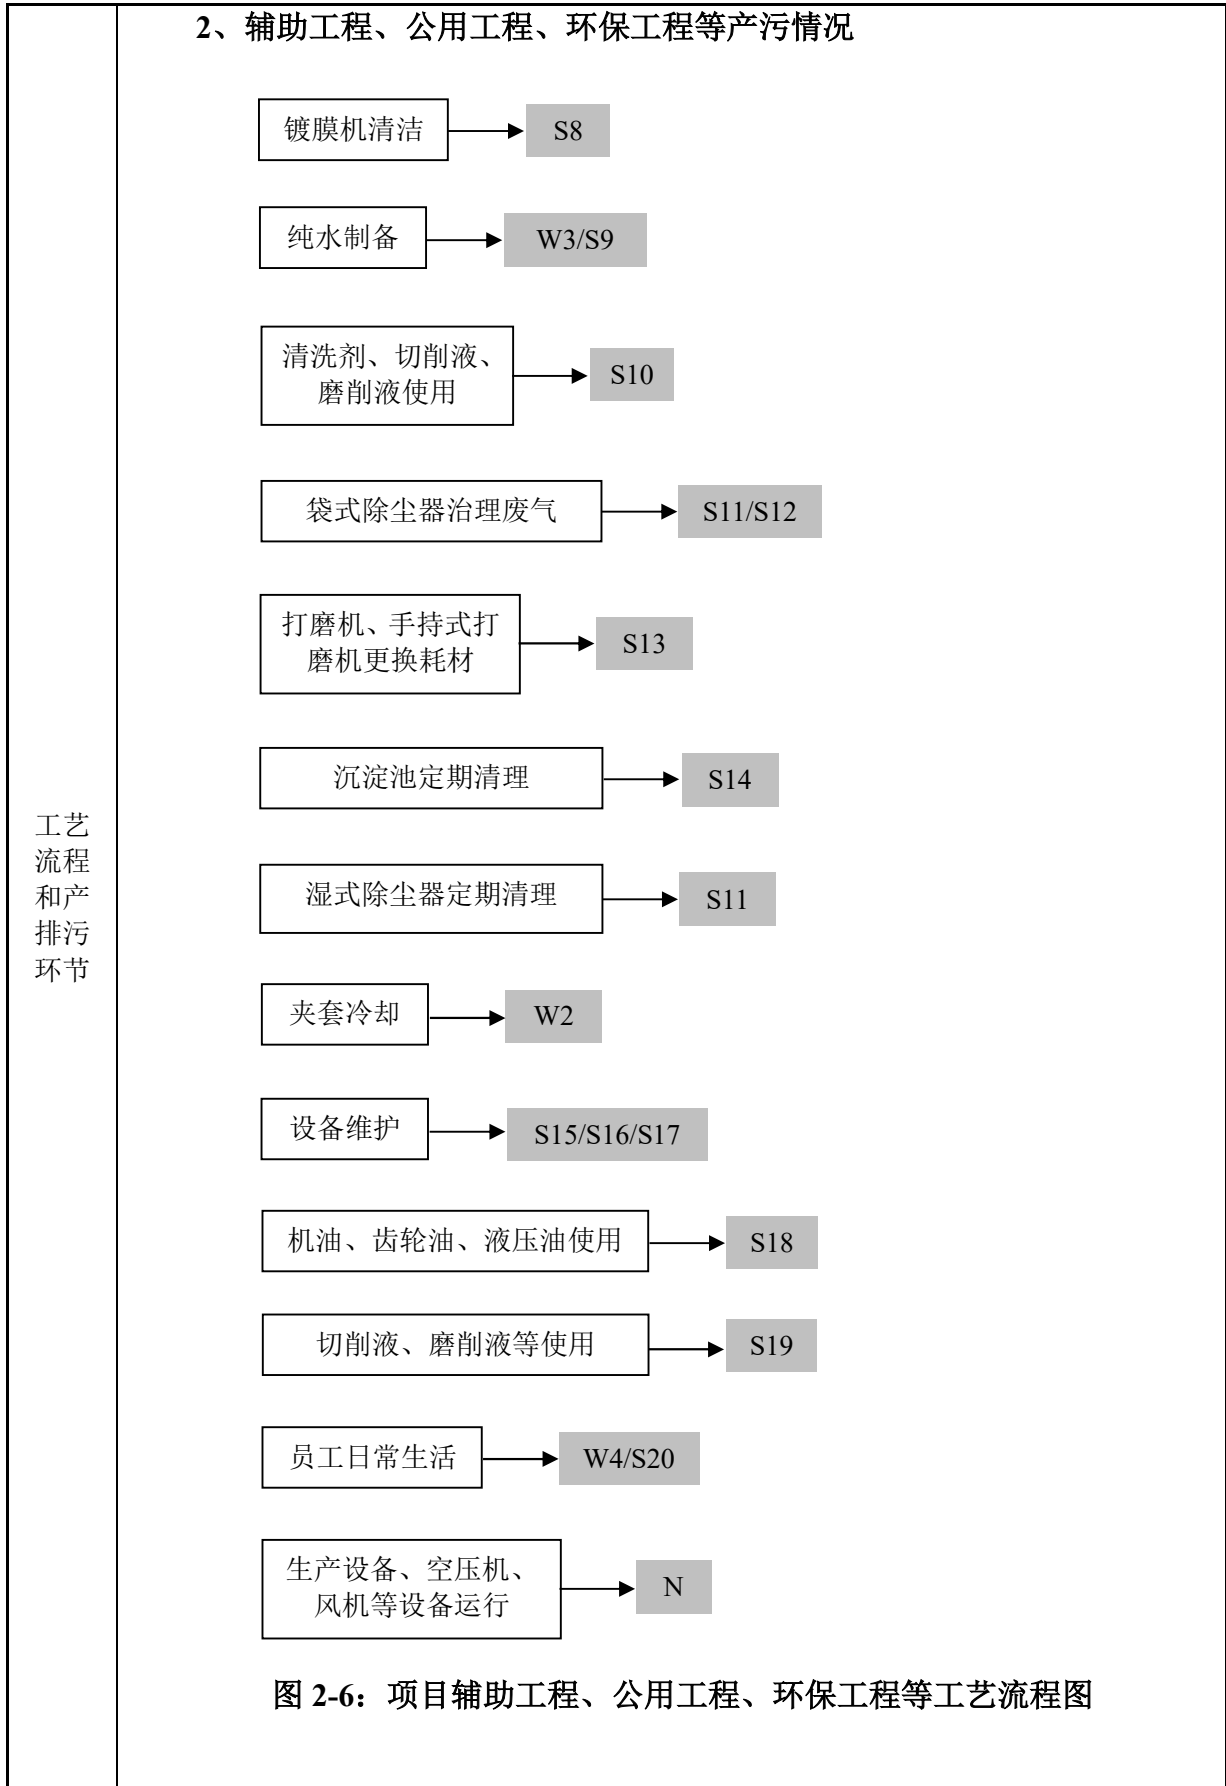 2、辅助工程、公用工程、环保工程等产污情况
镀膜机清洁
S8
纯水制备
W3/S9
清洗剂、切削液、
磨削液使用
S10
袋式除尘器治理废气
S11/S12
打磨机、手持式打
磨机更换耗材
S13
沉淀池定期清理
S14
湿式除尘器定期清理
S11
夹套冷却
W2
设备维护
S15/S16/S17
机油、齿轮油、液压油使用
S18
切削液、磨削液等使用
S19
员工日常生活
W4/S20
生产设备、空压机、
风机等设备运行
N
图 2-6：项目辅助工程、公用工程、环保工程等工艺流程图
工艺
流程
和产
排污
环节